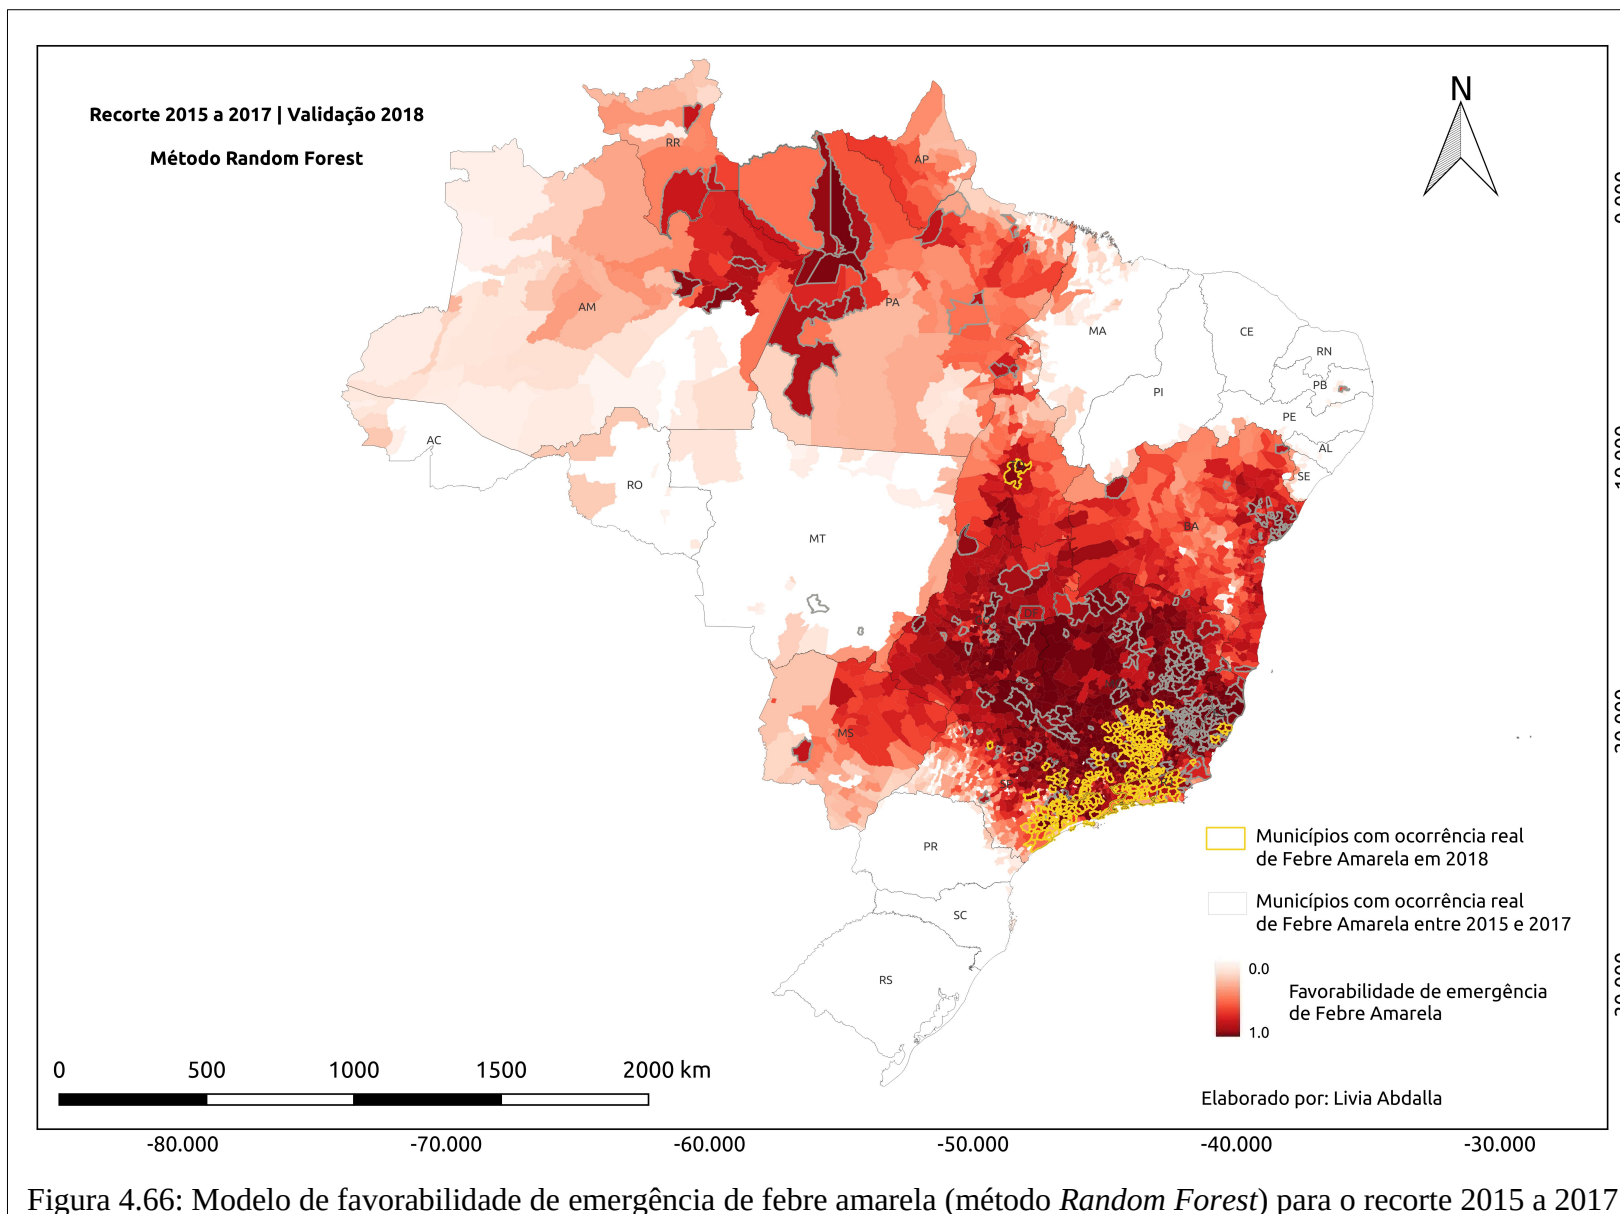 Recorte 2015 a 2017 | Validação 2018
Método Random Forest
N
RR
AP
AM
PA
MA
CE
RN
PB
PI
PE
AL
SE
AC
RO
MT
BA
DF
MS
PR
SC
RS
Municípios com ocorrência real
de Febre Amarela em 2018
Municípios com ocorrência real
de Febre Amarela entre 2015 e 2017
0.0
1.0
Favorabilidade de emergência
de Febre Amarela
0 500 1000 1500 2000 km
Elaborado por: Livia Abdalla
-80.000 -70.000 -60.000 -50.000 -40.000 -30.000
Figura 4.66: Modelo de favorabilidade de emergência de febre amarela (método Random Forest) para o recorte 2015 a 2017